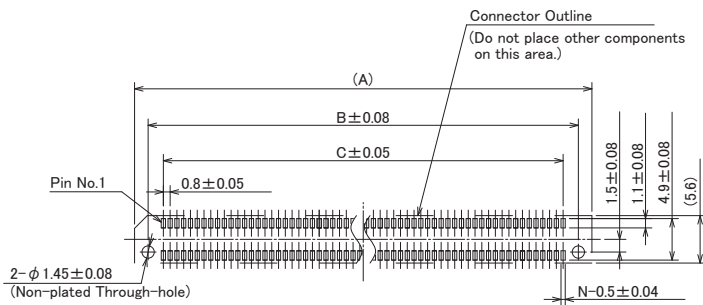 Connector Outline
(Do not place other components
on this area.)
(A)
B±0.08
C±0.05
Pin No.1
0.8±0.05
1.5±0.08
1.1±0.08
4.9±0.08
(5.6)
2-φ1.45±0.08
(Non-plated Through-hole)
N-0.5±0.04